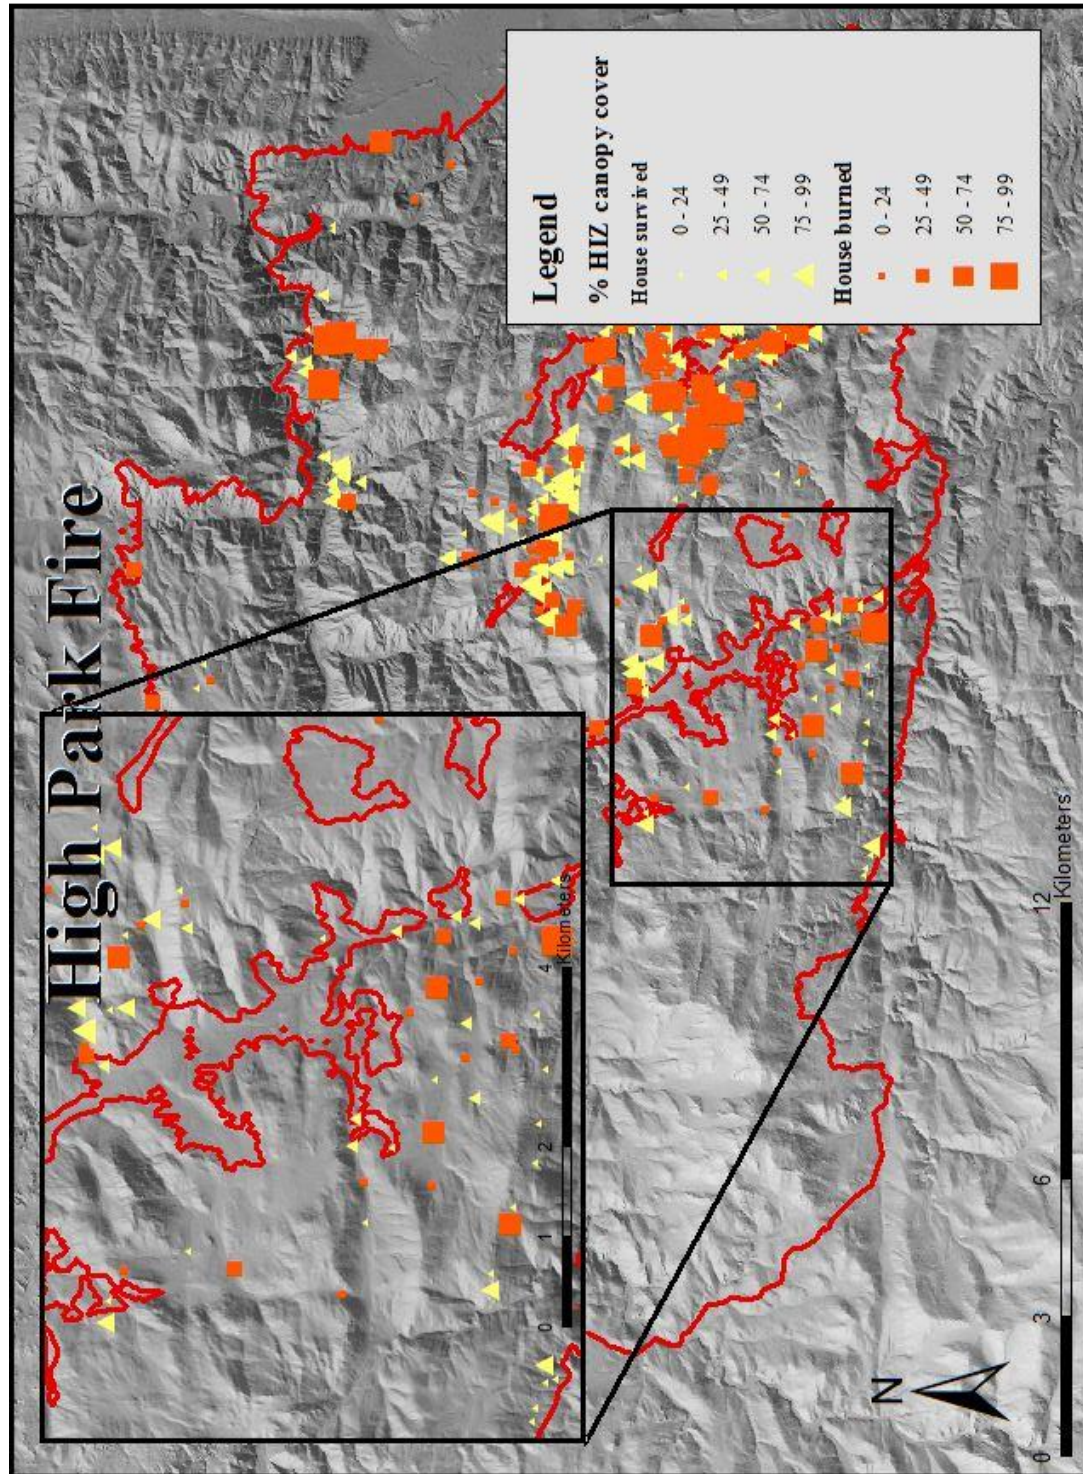 High Park Fire
Legend
% HIZ canopy cover
House survived
0 - 24
25 - 49
50 - 74
75 - 99
House burned
0 - 24
25 - 49
50 - 74
75 - 99
0 1 2 4
Kilometers
N
0 3 6 12
Kilometers